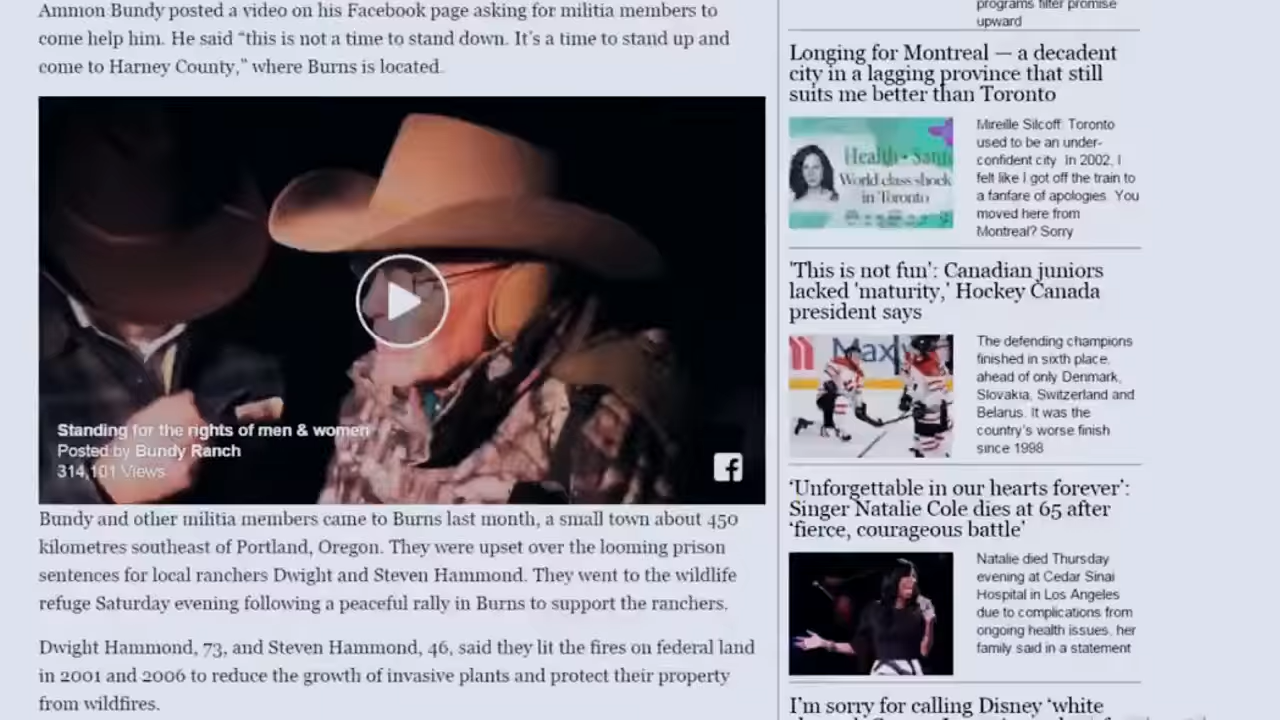 Ammon Bundy posted a video on his Facebook page asking for militia members to
come help him. He said “this is not a time to stand down. It’s a time to stand up and
come to Harney County,” where Burns is located.
Standing for the rights of men & women
Posted by Bundy Ranch
314,101 Views
Bundy and other militia members came to Burns last month, a small town about 450
kilometres southeast of Portland, Oregon. They were upset over the looming prison
sentences for local ranchers Dwight and Steven Hammond. They went to the wildlife
refuge Saturday evening following a peaceful rally in Burns to support the ranchers.
Dwight Hammond, 73, and Steven Hammond, 46, said they lit the fires on federal land
in 2001 and 2006 to reduce the growth of invasive plants and protect their property
from wildfires.
programs filter promise
upward
Longing for Montreal — a decadent
city in a lagging province that still
suits me better than Toronto
Health • Santé
World class shock
in Toronto
Mireille Silcoff: Toronto
used to be an under-
confident city. In 2002, I
felt like I got off the train to
a fanfare of apologies. You
moved here from
Montreal? Sorry
'This is not fun': Canadian juniors
lacked 'maturity,' Hockey Canada
president says
Max
The defending champions
finished in sixth place,
ahead of only Denmark,
Slovakia, Switzerland and
Belarus. It was the
country’s worse finish
since 1998
‘Unforgettable in our hearts forever’:
Singer Natalie Cole dies at 65 after
‘fierce, courageous battle’
Natalie died Thursday
evening at Cedar Sinai
Hospital in Los Angeles
due to complications from
ongoing health issues, her
family said in a statement
I’m sorry for calling Disney ‘white